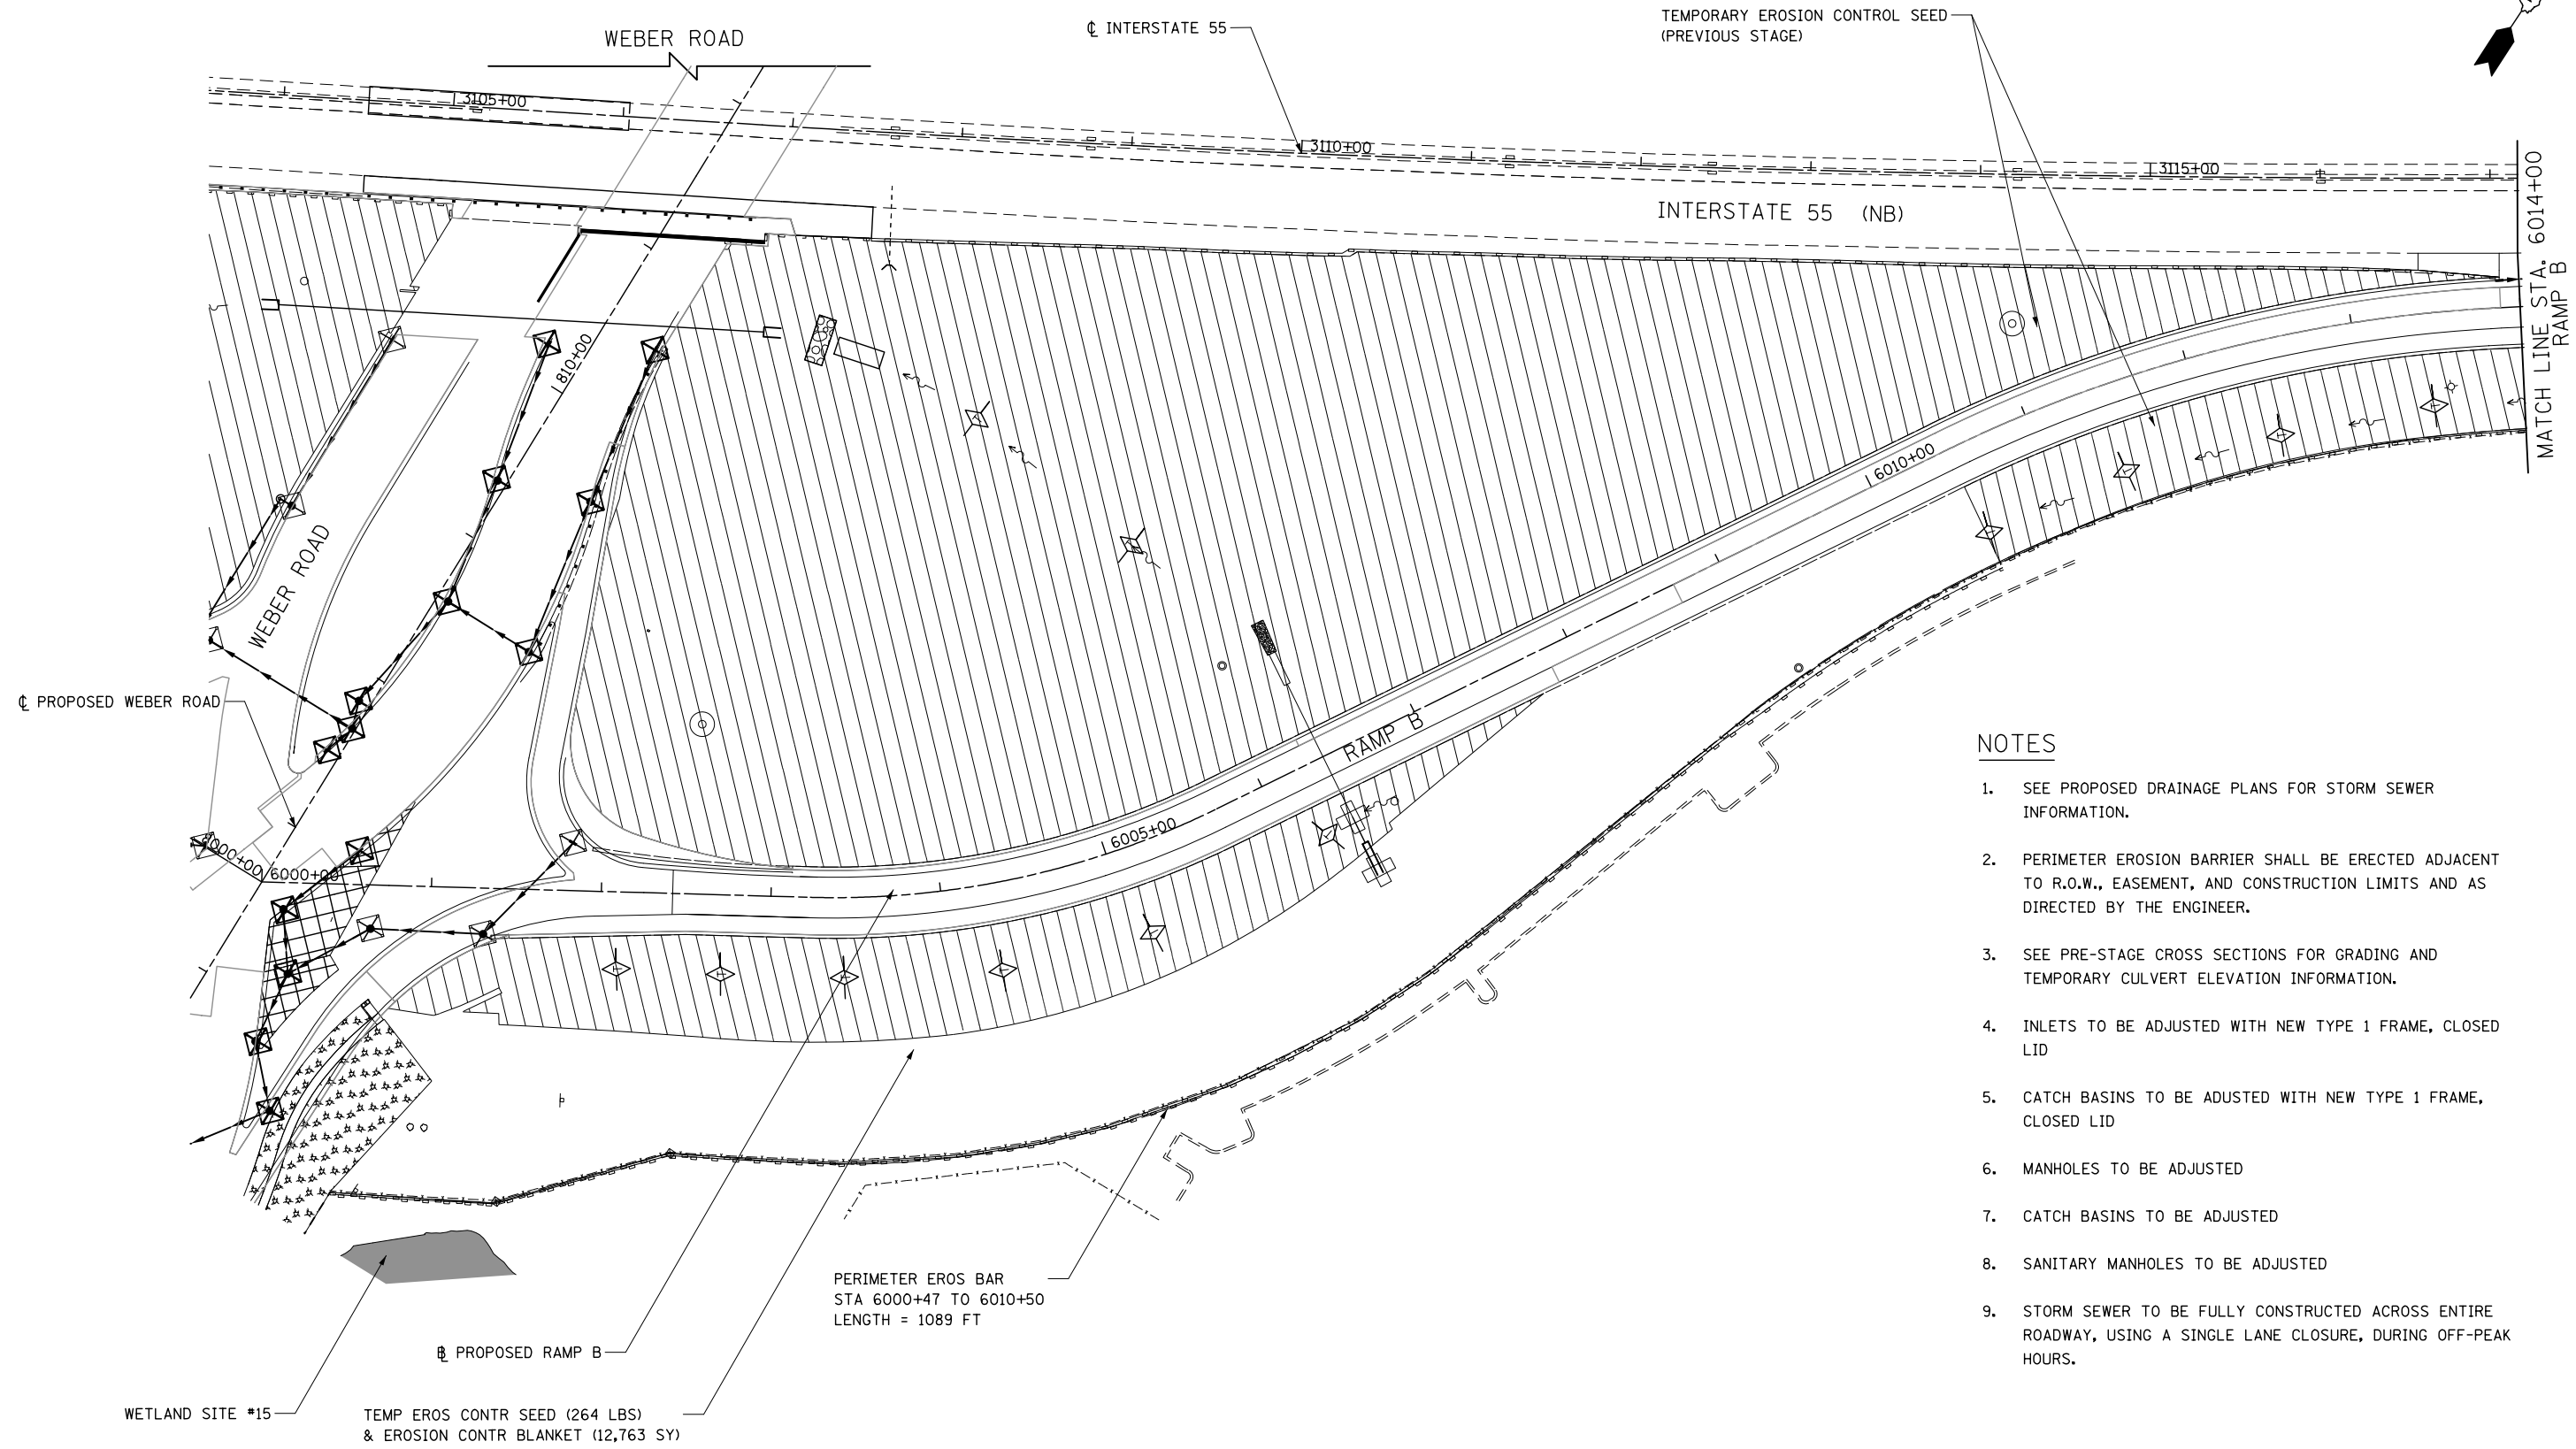 WEBER ROAD
℄ INTERSTATE 55
TEMPORARY EROSION CONTROL SEED
(PREVIOUS STAGE)
3105+00
3110+00
3115+00
INTERSTATE 55 (NB)
MATCH LINE STA. 6014+00
RAMP B
810+00
WEBER ROAD
6010+00
℄ PROPOSED WEBER ROAD
RAMP B
6005+00
6000+00
NOTES
1. SEE PROPOSED DRAINAGE PLANS FOR STORM SEWER
INFORMATION.
2. PERIMETER EROSION BARRIER SHALL BE ERECTED ADJACENT
TO R.O.W., EASEMENT, AND CONSTRUCTION LIMITS AND AS
DIRECTED BY THE ENGINEER.
3. SEE PRE-STAGE CROSS SECTIONS FOR GRADING AND
TEMPORARY CULVERT ELEVATION INFORMATION.
4. INLETS TO BE ADJUSTED WITH NEW TYPE 1 FRAME, CLOSED
LID
5. CATCH BASINS TO BE ADUSTED WITH NEW TYPE 1 FRAME,
CLOSED LID
6. MANHOLES TO BE ADJUSTED
7. CATCH BASINS TO BE ADJUSTED
8. SANITARY MANHOLES TO BE ADJUSTED
9. STORM SEWER TO BE FULLY CONSTRUCTED ACROSS ENTIRE
ROADWAY, USING A SINGLE LANE CLOSURE, DURING OFF-PEAK
HOURS.
PERIMETER EROS BAR
STA 6000+47 TO 6010+50
LENGTH = 1089 FT
PROPOSED RAMP B
WETLAND SITE #15
TEMP EROS CONTR SEED (264 LBS)
& EROSION CONTR BLANKET (12,763 SY)